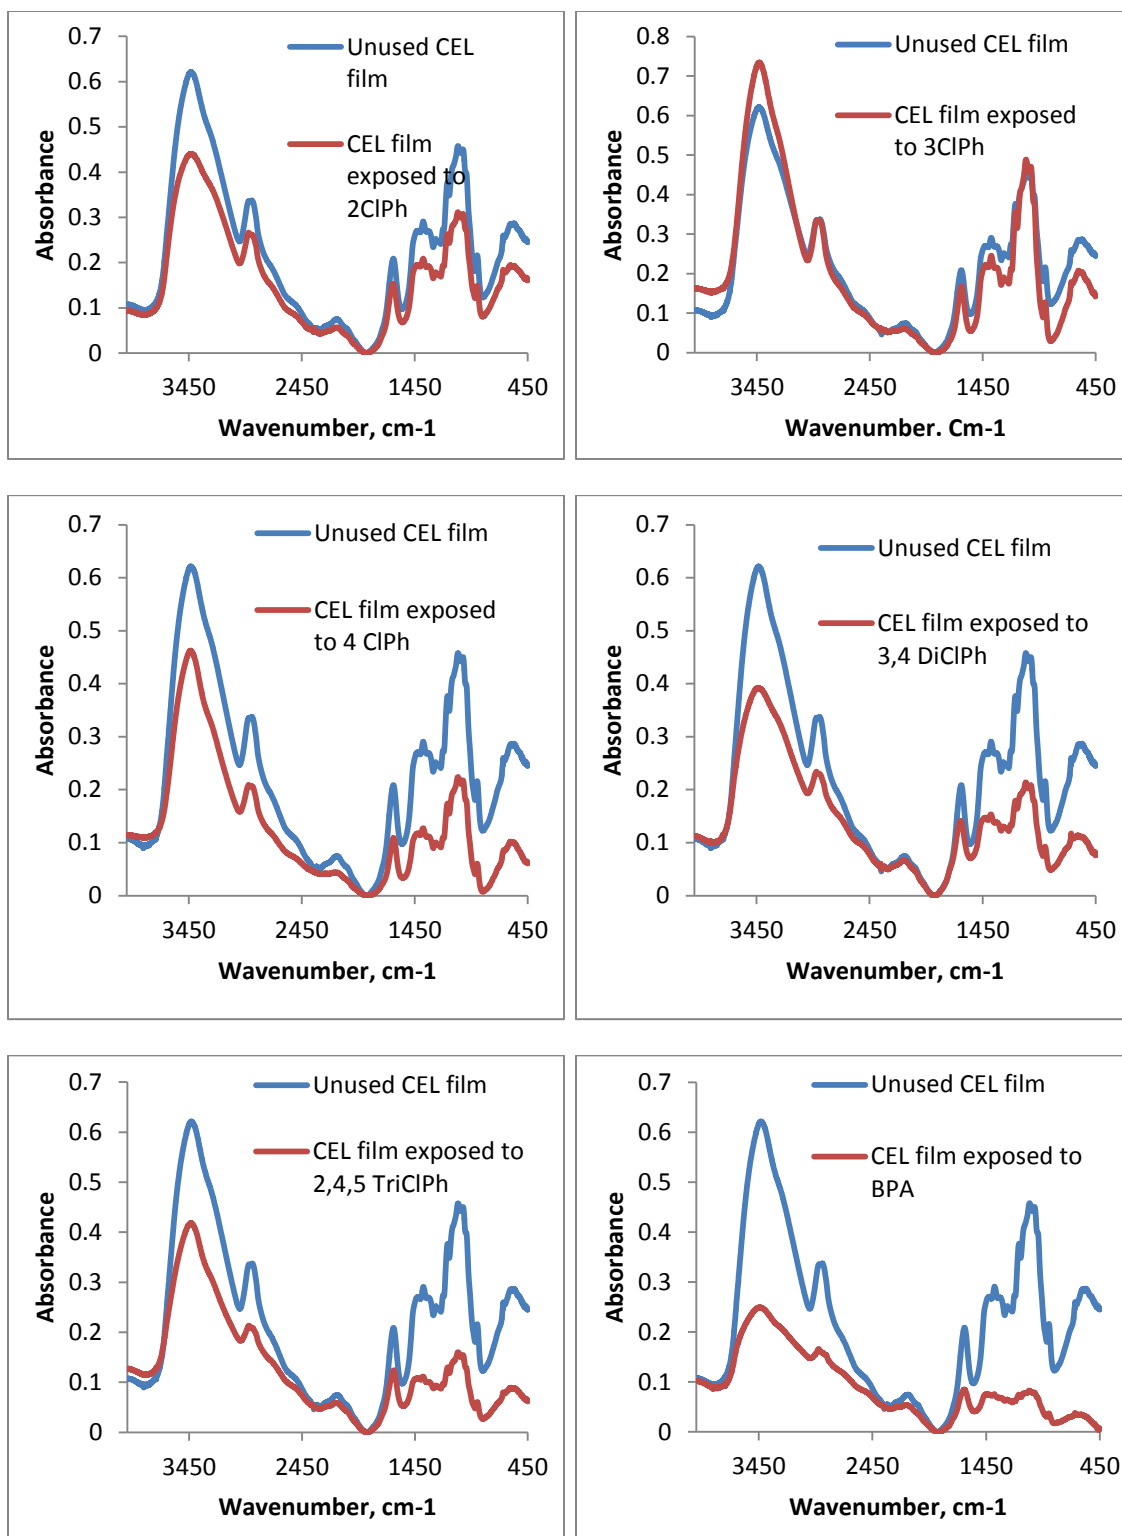 0.7
0.6
0.5
0.4
0.3
0.2
0.1
0
Absorbance
Unused CEL
film
CEL film
exposed to
2ClPh
3450 2450 1450 450
Wavenumber, cm-1
0.8
0.7
0.6
0.5
0.4
0.3
0.2
0.1
0
Absorbance
Unused CEL film
CEL film exposed
to 3ClPh
3450 2450 1450 450
Wavenumber. Cm-1
0.7
0.6
0.5
0.4
0.3
0.2
0.1
0
Absorbance
Unused CEL film
CEL film exposed
to 4 ClPh
3450 2450 1450 450
Wavenumber, cm-1
0.7
0.6
0.5
0.4
0.3
0.2
0.1
0
Absorbance
Unused CEL film
CEL film exposed to
3,4 DiClPh
3450 2450 1450 450
Wavenumber, cm-1
0.7
0.6
0.5
0.4
0.3
0.2
0.1
0
Absorbance
Unused CEL film
CEL film exposed to
2,4,5 TriClPh
3450 2450 1450 450
Wavenumber, cm-1
0.7
0.6
0.5
0.4
0.3
0.2
0.1
0
Absorbance
Unused CEL film
CEL film exposed to
BPA
3450 2450 1450 450
Wavenumber, cm-1